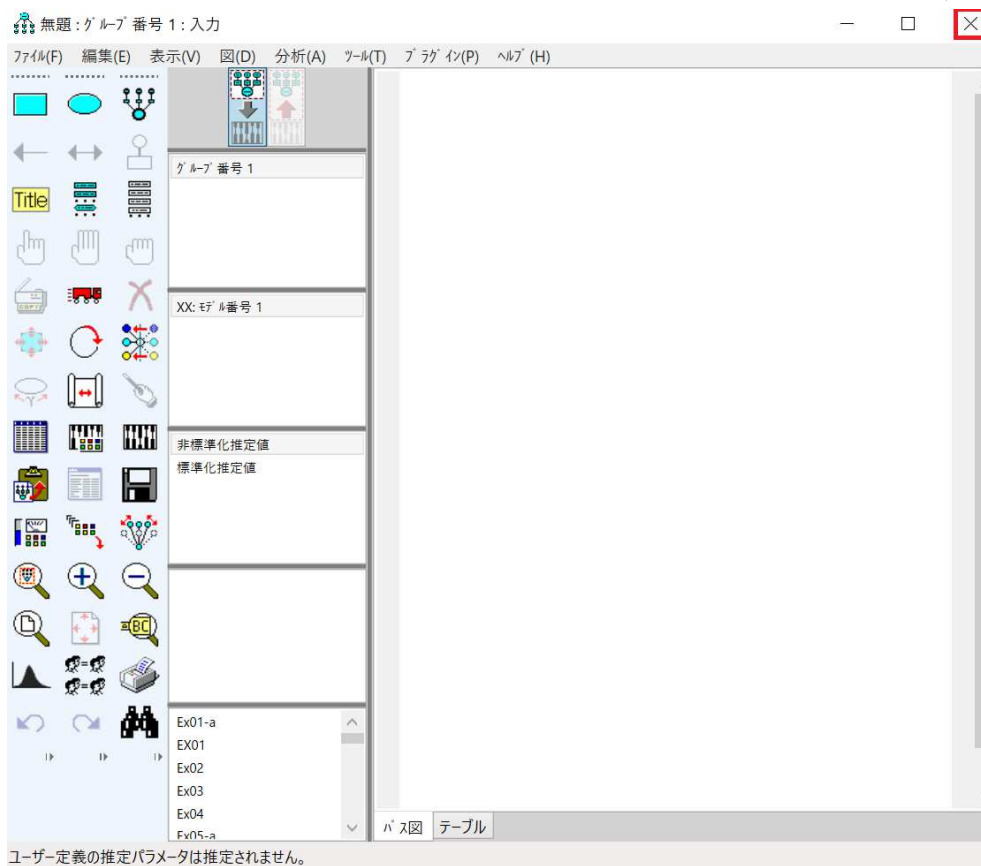 無題 : ｸﾞﾙｰﾌﾟ 番号 1 : 入力
ﾌｧｲﾙ(F) 編集(E) 表示(V) 図(D) 分析(A) ﾂｰﾙ(T) ﾌﾟﾗｸﾞｲﾝ(P) ﾍﾙﾌﾟ(H)
Title
ｸﾞﾙｰﾌﾟ 番号 1
COPY
XX: ﾓﾃﾞﾙ番号 1
γ
非標準化推定値
標準化推定値
BC
Ex01-a
EX01
Ex02
Ex03
Ex04
Ex05-a
ﾊﾟｽ図 テーブル
ユーザー定義の推定パラメータは推定されません。